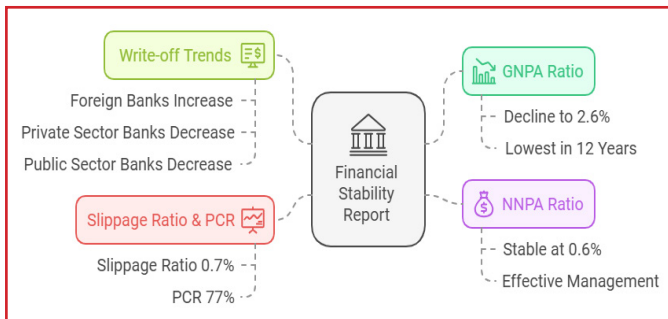 Write-off Trends
Foreign Banks Increase
Private Sector Banks Decrease
Public Sector Banks Decrease
Slippage Ratio & PCR
Slippage Ratio 0.7%
PCR 77%
Financial
Stability
Report
GNPA Ratio
Decline to 2.6%
Lowest in 12 Years
NNPA Ratio
Stable at 0.6%
Effective Management